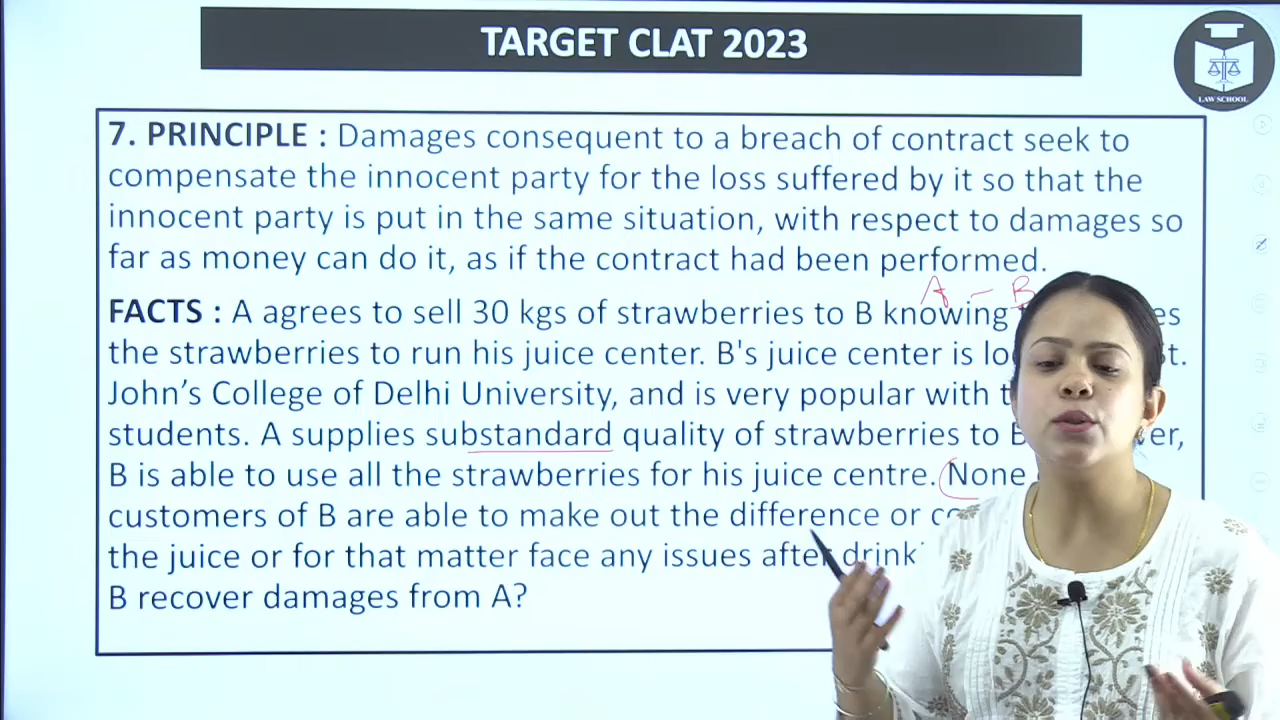 TARGET CLAT 2023
LAW SCHOOL
7. PRINCIPLE : Damages consequent to a breach of contract seek to
compensate the innocent party for the loss suffered by it so that the
innocent party is put in the same situation, with respect to damages so
far as money can do it, as if the contract had been performed.
A – B
FACTS : A agrees to sell 30 kgs of strawberries to B knowing
the strawberries to run his juice center. B's juice center is
John’s College of Delhi University, and is very popular with
students. A supplies substandard quality of strawberries to B
B is able to use all the strawberries for his juice centre. None
customers of B are able to make out the difference or
the juice or for that matter face any issues after
B recover damages from A?